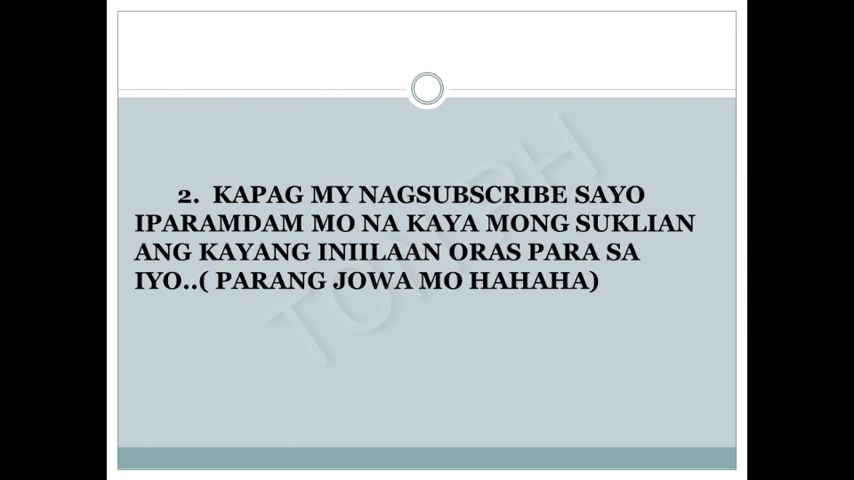 2. KAPAG MY NAGSUBSCRIBE SAYO
IPARAMDAM MO NA KAYA MONG SUKLIAN
ANG KAYANG INIILAAN ORAS PARA SA
IYO..( PARANG JOWA MO HAHAHA)